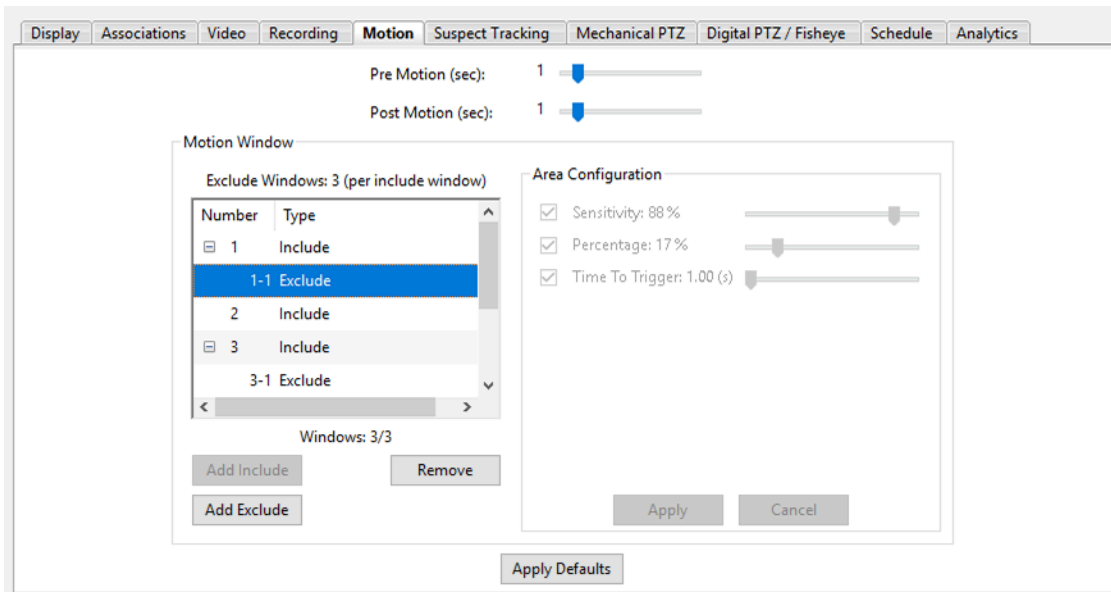 Display Associations Video Recording Motion Suspect Tracking Mechanical PTZ Digital PTZ / Fisheye Schedule Analytics
Pre Motion (sec): 1
Post Motion (sec): 1
Motion Window
Exclude Windows: 3 (per include window)
Number Type
1 Include
1-1 Exclude
2 Include
3 Include
3-1 Exclude
Windows: 3/3
Add Include Remove
Add Exclude
Area Configuration
Sensitivity: 88 %
Percentage: 17 %
Time To Trigger: 1.00 (s)
Apply Cancel
Apply Defaults